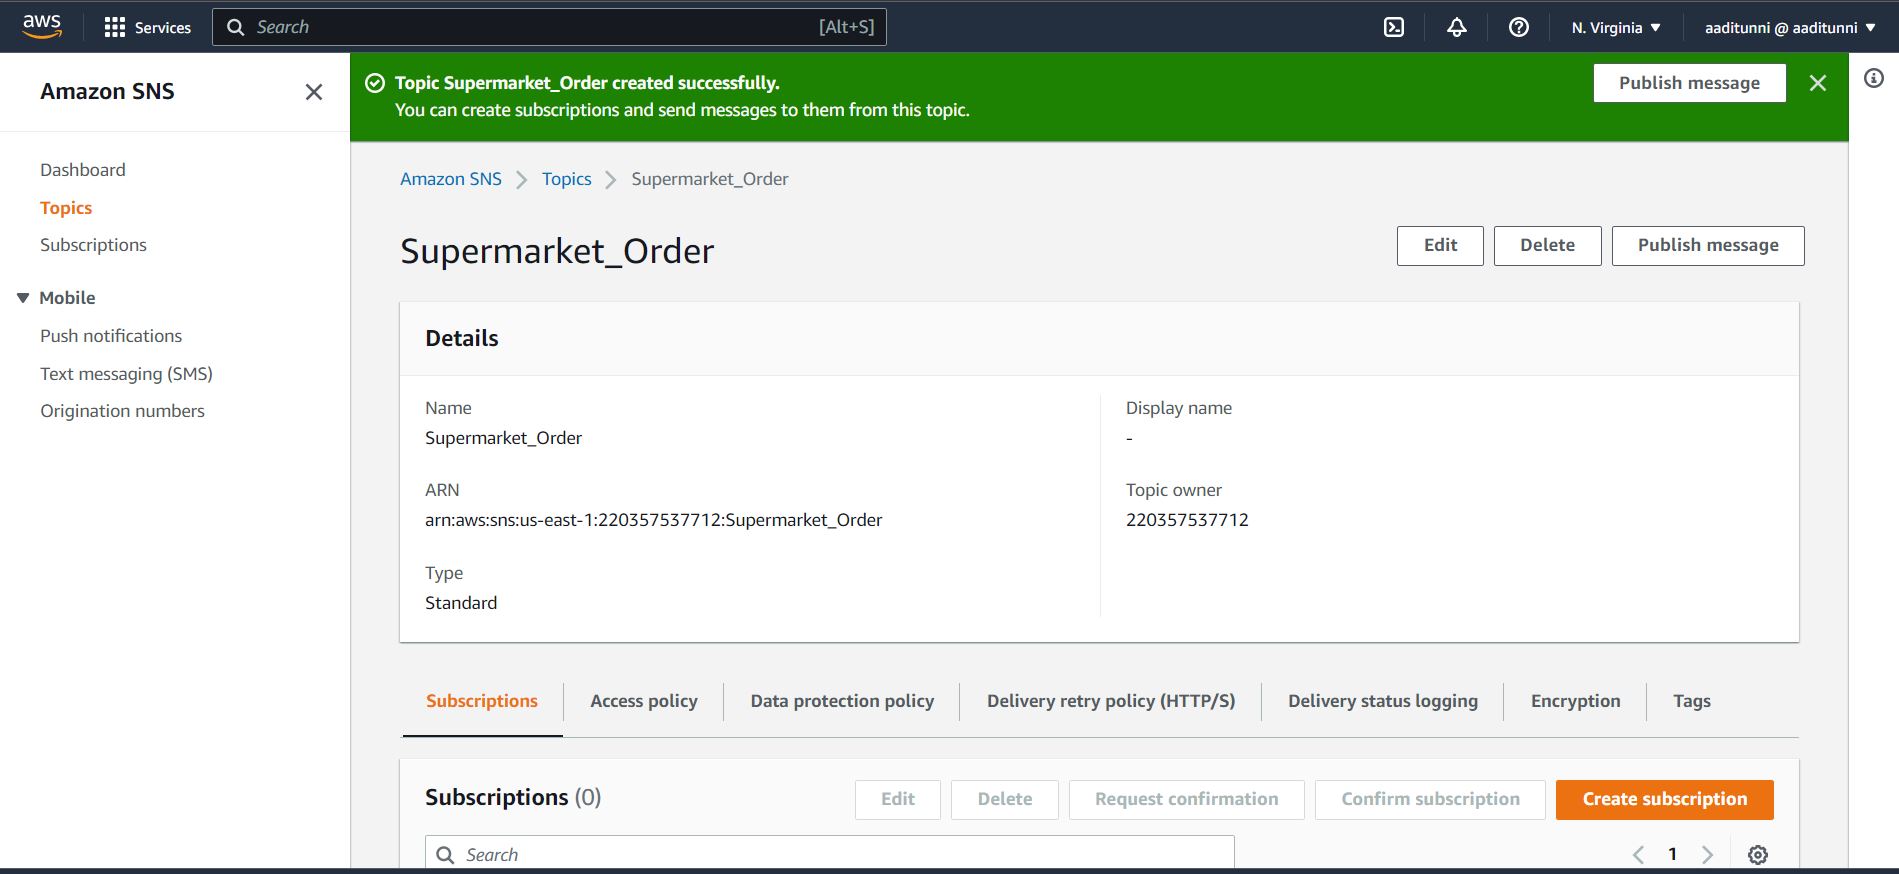 aws Services Search [Alt+S] N. Virginia aaditunni @ aaditunni
Amazon SNS
Dashboard
Topics
Subscriptions
Mobile
Push notifications
Text messaging (SMS)
Origination numbers
Topic Supermarket_Order created successfully.
You can create subscriptions and send messages to them from this topic.
Publish message
Amazon SNS Topics Supermarket_Order
Supermarket_Order
Edit Delete Publish message
Details
Name
Supermarket_Order
ARN
arn:aws:sns:us-east-1:220357537712:Supermarket_Order
Type
Standard
Display name
-
Topic owner
220357537712
Subscriptions Access policy Data protection policy Delivery retry policy (HTTP/S) Delivery status logging Encryption Tags
Subscriptions (0)
Edit Delete Request confirmation Confirm subscription Create subscription
Search
1